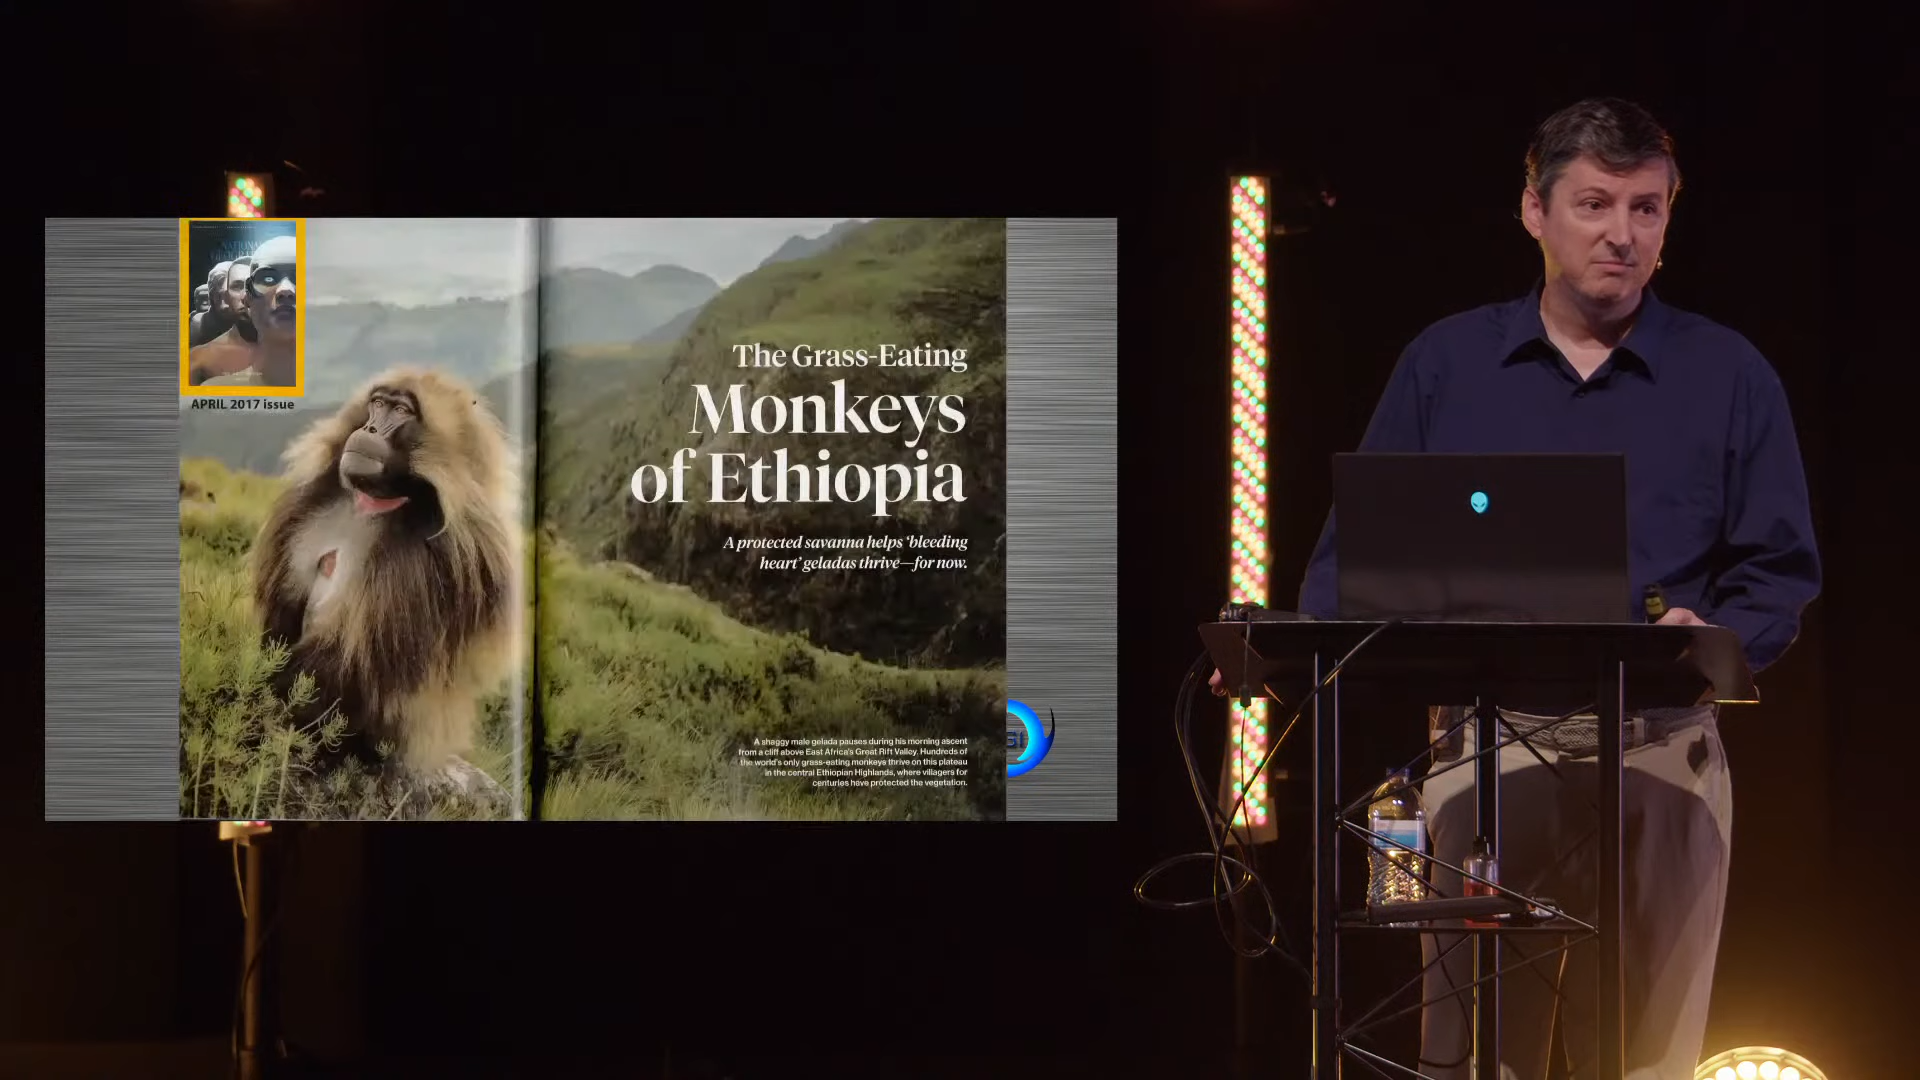 NATIONAL
GEOGRAPHIC
APRIL 2017 issue
The Grass-Eating
Monkeys
of Ethiopia
A protected savanna helps ‘bleeding
heart’ geladas thrive—for now.
A shaggy male gelada pauses during his morning ascent
from a cliff above East Africa's Great Rift Valley. Hundreds of
the world's only grass-eating monkeys thrive on this plateau
in the central Ethiopian Highlands, where villagers for
centuries have protected the vegetation.